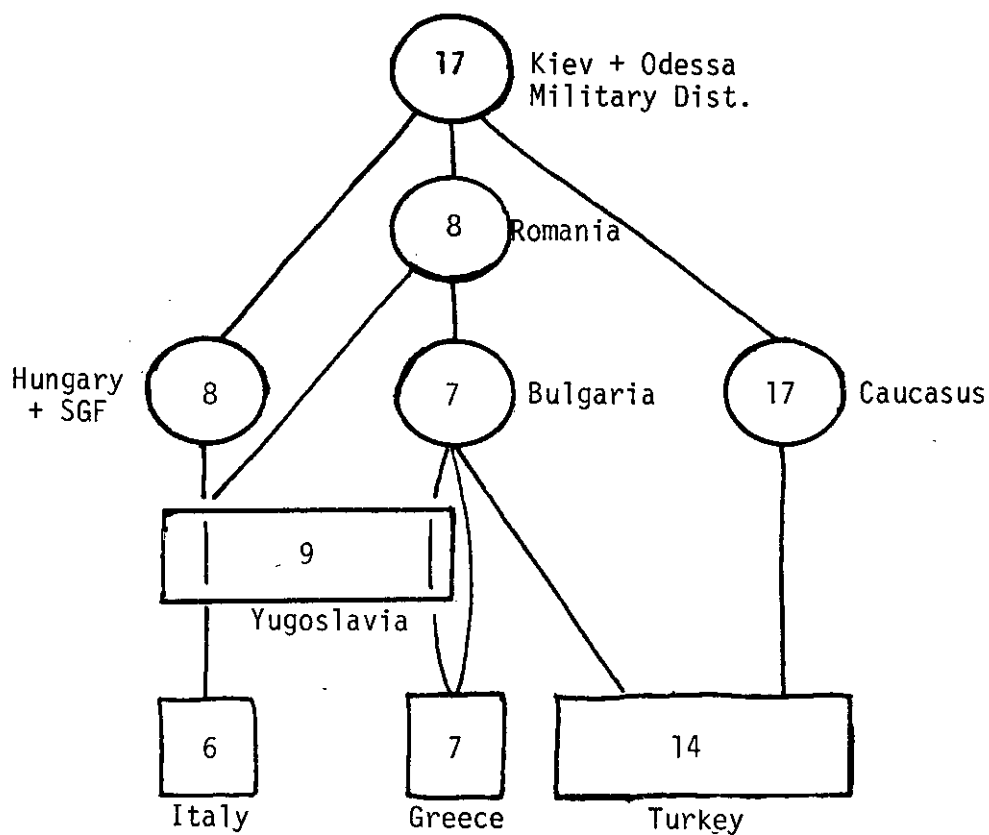 17
Kiev + Odessa
Military Dist.
8
Romania
Hungary
+ SGF
8
7
Bulgaria
17
Caucasus
9
Yugoslavia
6
7
14
Italy
Greece
Turkey